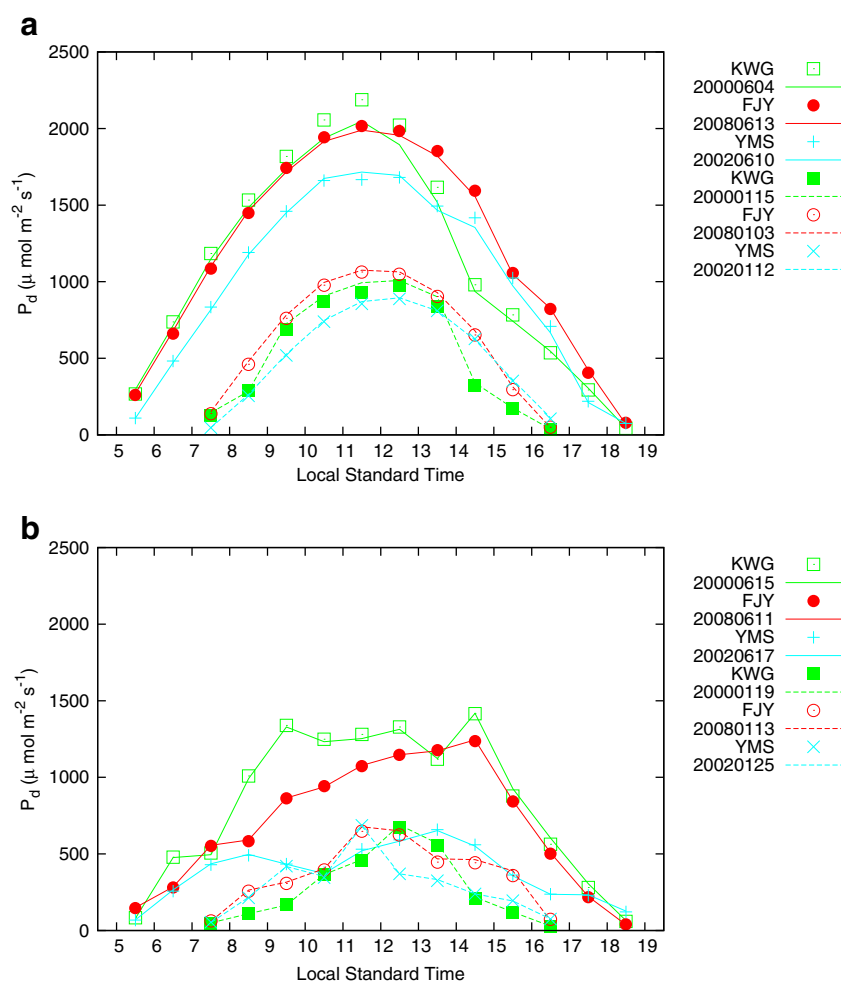 a
2500
2000
1500
1000
500
0
P_d (μ mol m⁻² s⁻¹)
5 6 7 8 9 10 11 12 13 14 15 16 17 18 19
Local Standard Time
KWG
20000604
FJY
20080613
YMS
20020610
KWG
20000115
FJY
20080103
YMS
20020112
b
2500
2000
1500
1000
500
0
P_d (μ mol m⁻² s⁻¹)
5 6 7 8 9 10 11 12 13 14 15 16 17 18 19
Local Standard Time
KWG
20000615
FJY
20080611
YMS
20020617
KWG
20000119
FJY
20080113
YMS
20020125